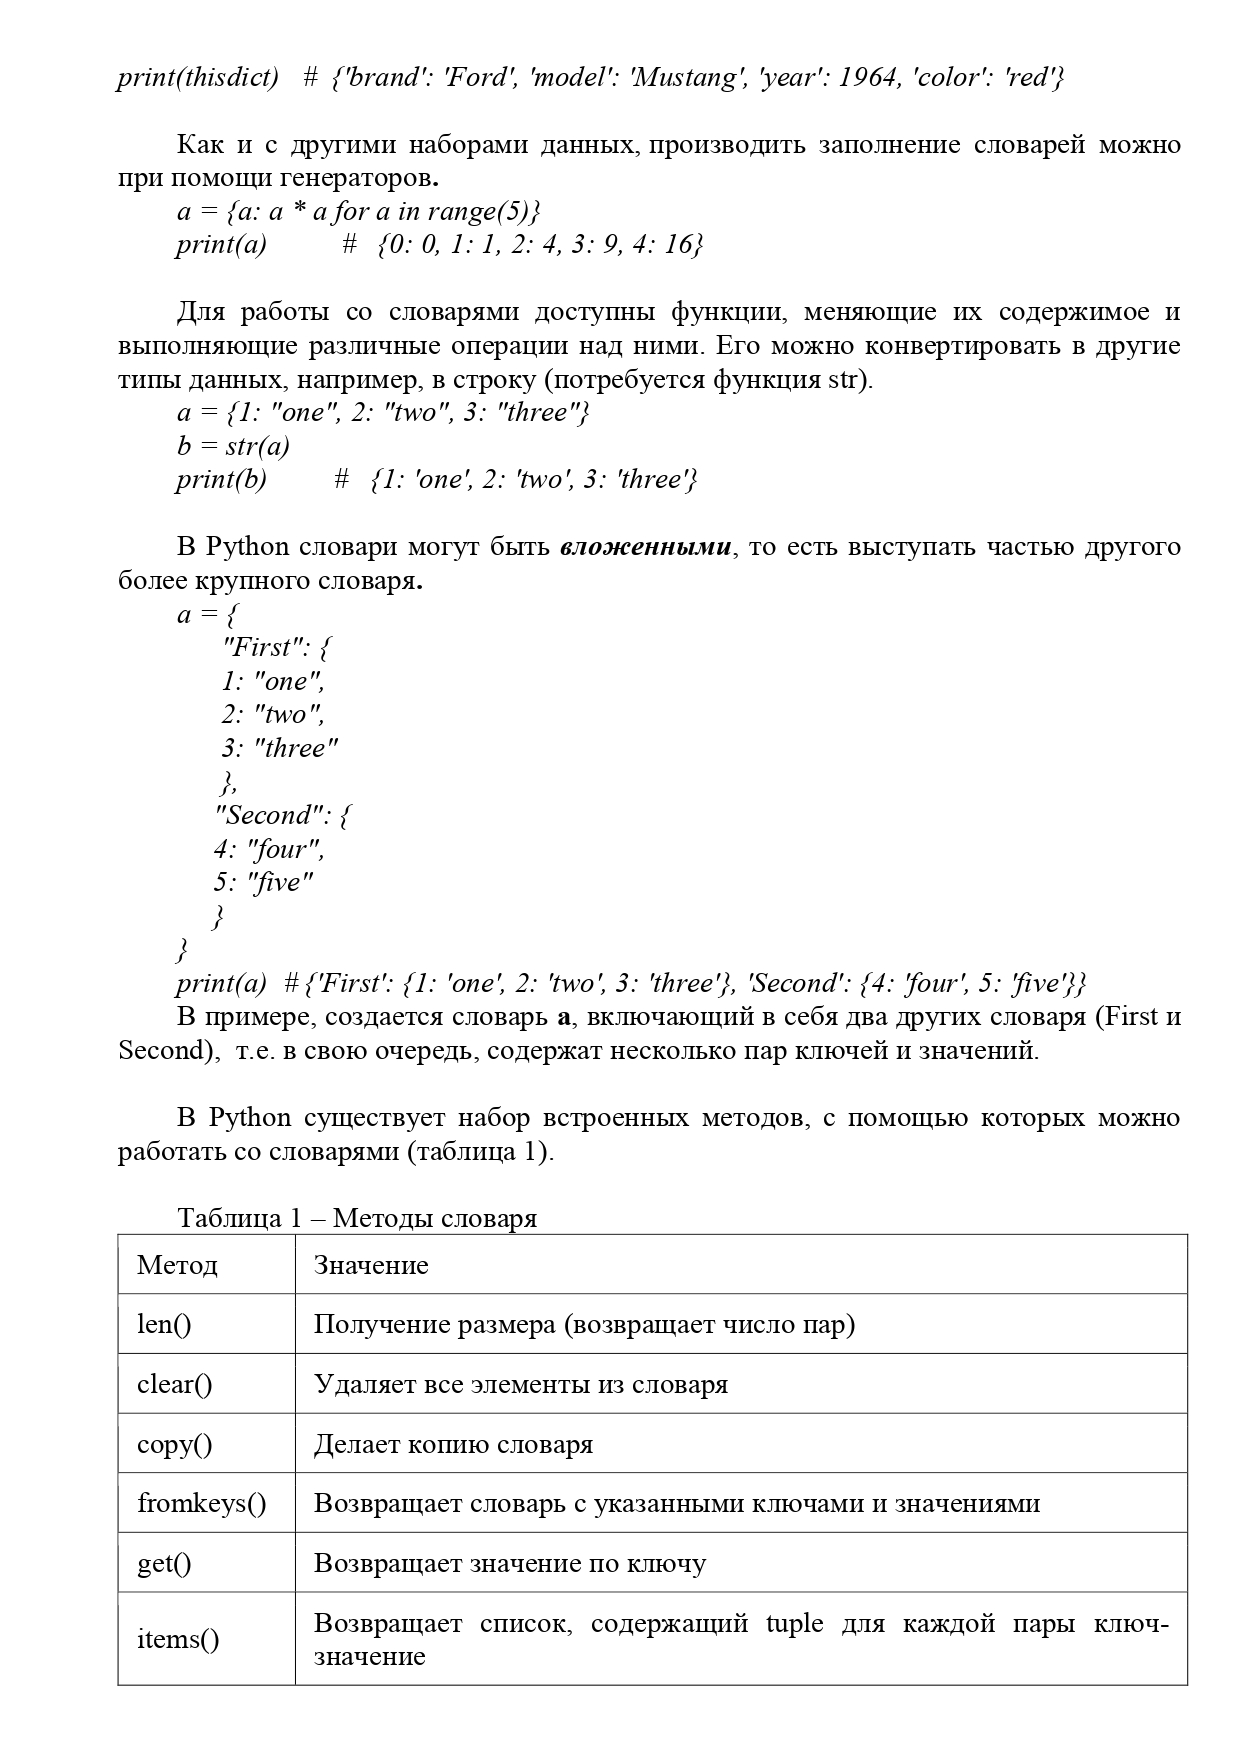 print(thisdict)   #  {'brand': 'Ford', 'model': 'Mustang', 'year': 1964, 'color': 'red'}
Как и с другими наборами данных, производить заполнение словарей можно
при помощи генераторов.
a = {a: a * a for a in range(5)}
print(a)          #   {0: 0, 1: 1, 2: 4, 3: 9, 4: 16}
Для работы со словарями доступны функции, меняющие их содержимое и
выполняющие различные операции над ними. Его можно конвертировать в другие
типы данных, например, в строку (потребуется функция str).
a = {1: "one", 2: "two", 3: "three"}
b = str(a)
print(b)         #   {1: 'one', 2: 'two', 3: 'three'}
В Python словари могут быть вложенными, то есть выступать частью другого
более крупного словаря.
a = {
"First": {
1: "one",
2: "two",
3: "three"
},
"Second": {
4: "four",
5: "five"
}
}
print(a)  # {'First': {1: 'one', 2: 'two', 3: 'three'}, 'Second': {4: 'four', 5: 'five'}}
В примере, создается словарь a, включающий в себя два других словаря (First и
Second),  т.е. в свою очередь, содержат несколько пар ключей и значений.
В Python существует набор встроенных методов, с помощью которых можно
работать со словарями (таблица 1).
Таблица 1 – Методы словаря
Метод Значение
len() Получение размера (возвращает число пар)
clear() Удаляет все элементы из словаря
copy() Делает копию словаря
fromkeys() Возвращает словарь с указанными ключами и значениями
get() Возвращает значение по ключу
items() Возвращает список, содержащий tuple для каждой пары ключ-
значение